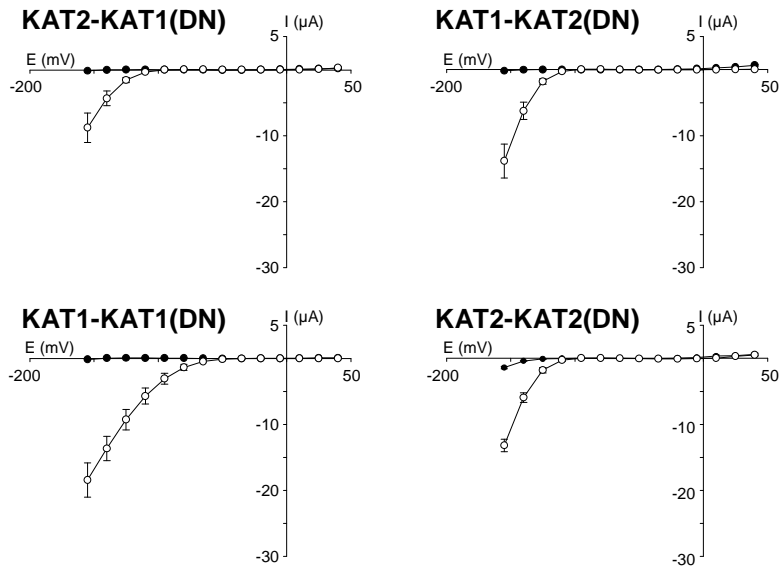 KAT2-KAT1(DN)
I (µA)
5
E (mV)
-200
50
-10
-20
-30
KAT1-KAT2(DN)
I (µA)
5
E (mV)
-200
50
-10
-20
-30
KAT1-KAT1(DN)
I (µA)
5
E (mV)
-200
50
-10
-20
-30
KAT2-KAT2(DN)
I (µA)
5
E (mV)
-200
50
-10
-20
-30